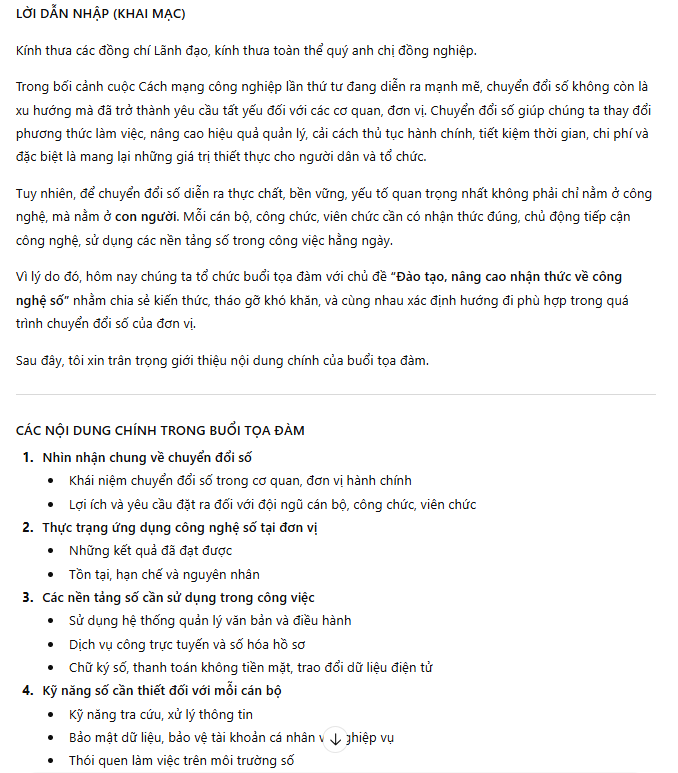 LỜI DẪN NHẬP (KHAI MẠC)
Kính thưa các đồng chí Lãnh đạo, kính thưa toàn thể quý anh chị đồng nghiệp.
Trong bối cảnh cuộc Cách mạng công nghiệp lần thứ tư đang diễn ra mạnh mẽ, chuyển đổi số không còn là
xu hướng mà đã trở thành yêu cầu tất yếu đối với các cơ quan, đơn vị. Chuyển đổi số giúp chúng ta thay đổi
phương thức làm việc, nâng cao hiệu quả quản lý, cải cách thủ tục hành chính, tiết kiệm thời gian, chi phí và
đặc biệt là mang lại những giá trị thiết thực cho người dân và tổ chức.
Tuy nhiên, để chuyển đổi số diễn ra thực chất, bền vững, yếu tố quan trọng nhất không phải chỉ nằm ở công
nghệ, mà nằm ở con người. Mỗi cán bộ, công chức, viên chức cần có nhận thức đúng, chủ động tiếp cận
công nghệ, sử dụng các nền tảng số trong công việc hằng ngày.
Vì lý do đó, hôm nay chúng ta tổ chức buổi tọa đàm với chủ đề “Đào tạo, nâng cao nhận thức về công
nghệ số” nhằm chia sẻ kiến thức, tháo gỡ khó khăn, và cùng nhau xác định hướng đi phù hợp trong quá
trình chuyển đổi số của đơn vị.
Sau đây, tôi xin trân trọng giới thiệu nội dung chính của buổi tọa đàm.
CÁC NỘI DUNG CHÍNH TRONG BUỔI TỌA ĐÀM
1. Nhìn nhận chung về chuyển đổi số
• Khái niệm chuyển đổi số trong cơ quan, đơn vị hành chính
• Lợi ích và yêu cầu đặt ra đối với đội ngũ cán bộ, công chức, viên chức
2. Thực trạng ứng dụng công nghệ số tại đơn vị
• Những kết quả đã đạt được
• Tồn tại, hạn chế và nguyên nhân
3. Các nền tảng số cần sử dụng trong công việc
• Sử dụng hệ thống quản lý văn bản và điều hành
• Dịch vụ công trực tuyến và số hóa hồ sơ
• Chữ ký số, thanh toán không tiền mặt, trao đổi dữ liệu điện tử
4. Kỹ năng số cần thiết đối với mỗi cán bộ
• Kỹ năng tra cứu, xử lý thông tin
• Bảo mật dữ liệu, bảo vệ tài khoản cá nhân vụ
• Thói quen làm việc trên môi trường số